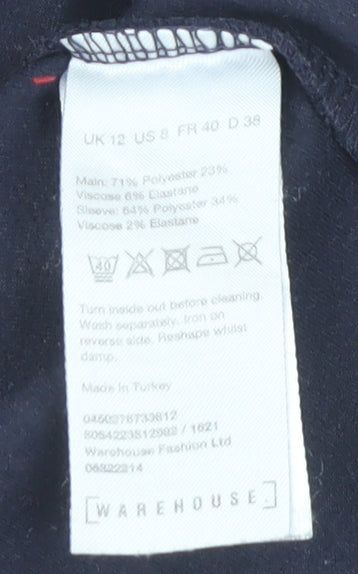 UK 12 US 8 FR 40 D 38
Main: 71% Polyester 23%
Viscose 6% Elastane
Sleeve: 64% Polyester 34%
Viscose 2% Elastane
40
Turn inside out before cleaning.
Wash separately. Iron on
reverse side. Reshape whilst
damp.
Made in Turkey
/ 1621
Warehouse Fashion Ltd
06322314
[WAREHOUSE]